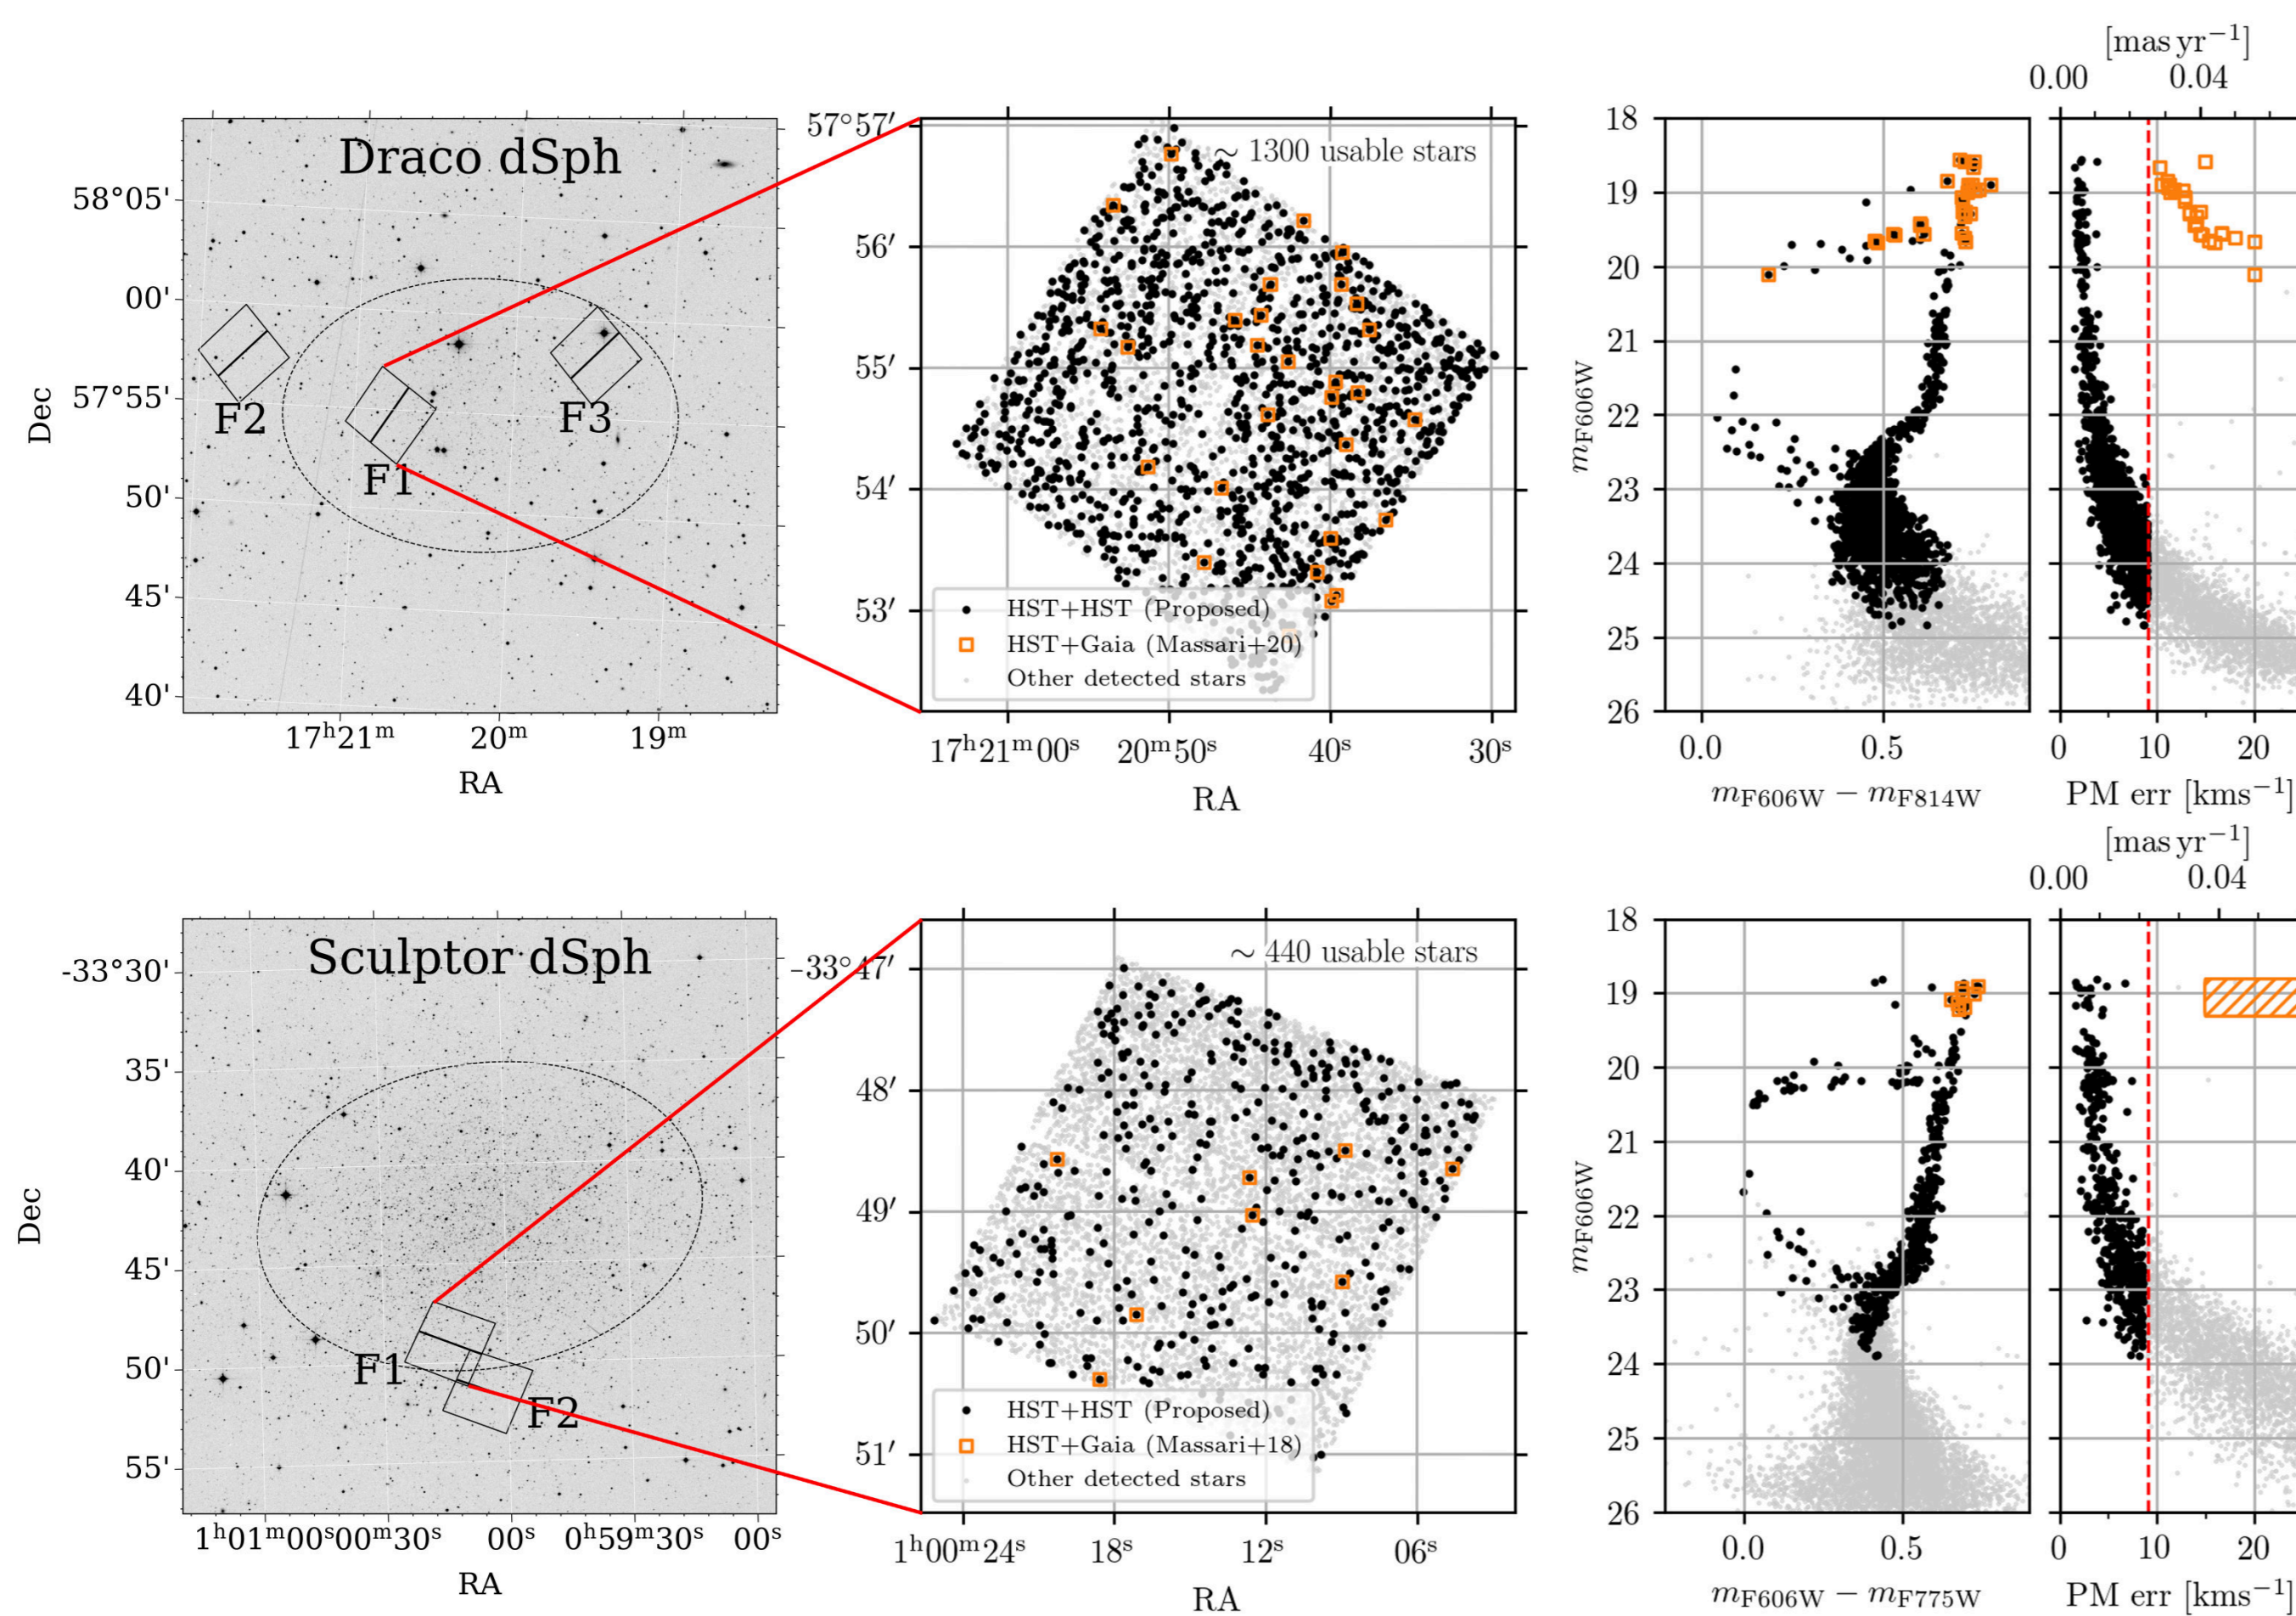 Draco dSph
58°05'
00'
57°55'
50'
45'
40'
Dec
F2
F1
F3
17ʰ21ᵐ 20ᵐ 19ᵐ
RA
57°57′
56′
55′
54′
53′
~ 1300 usable stars
HST+HST (Proposed)
HST+Gaia (Massari+20)
Other detected stars
17ʰ21ᵐ00ˢ 20ᵐ50ˢ 40ˢ 30ˢ
RA
18
19
20
21
22
23
24
25
26
m_F606W
0.0 0.5
m_F606W − m_F814W
[mas yr⁻¹]
0.00 0.04
0 10 20
PM err [kms⁻¹]
Sculptor dSph
-33°30'
35'
40'
45'
50'
55'
Dec
F1
F2
1ʰ01ᵐ00ˢ 00ᵐ30ˢ 00ˢ 0ʰ59ᵐ30ˢ 00ˢ
RA
−33°47′
48′
49′
50′
51′
~ 440 usable stars
HST+HST (Proposed)
HST+Gaia (Massari+18)
Other detected stars
1ʰ00ᵐ24ˢ 18ˢ 12ˢ 06ˢ
RA
18
19
20
21
22
23
24
25
26
m_F606W
0.0 0.5
m_F606W − m_F775W
[mas yr⁻¹]
0.00 0.04
0 10 20
PM err [kms⁻¹]